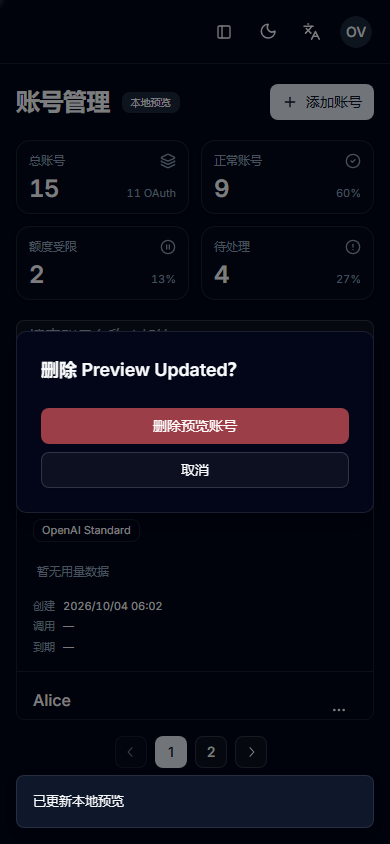 OV
账号管理 本地预览 添加账号
总账号 正常账号
15 11 OAuth 9 60%
额度受限 待处理
2 13% 4 27%
删除 Preview Updated?
删除预览账号
取消
OpenAI Standard
暂无用量数据
创建 2026/10/04 06:02
调用 —
到期 —
Alice ...
1 2
已更新本地预览